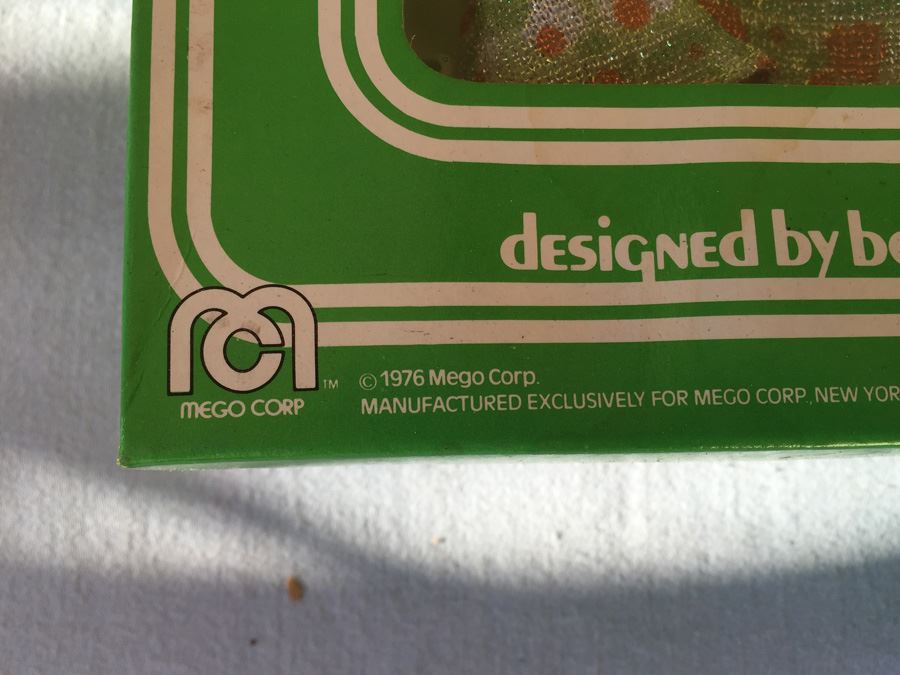 designed by
MEGO CORP
TM
© 1976 Mego Corp.
MANUFACTURED EXCLUSIVELY FOR MEGO CORP., NEW